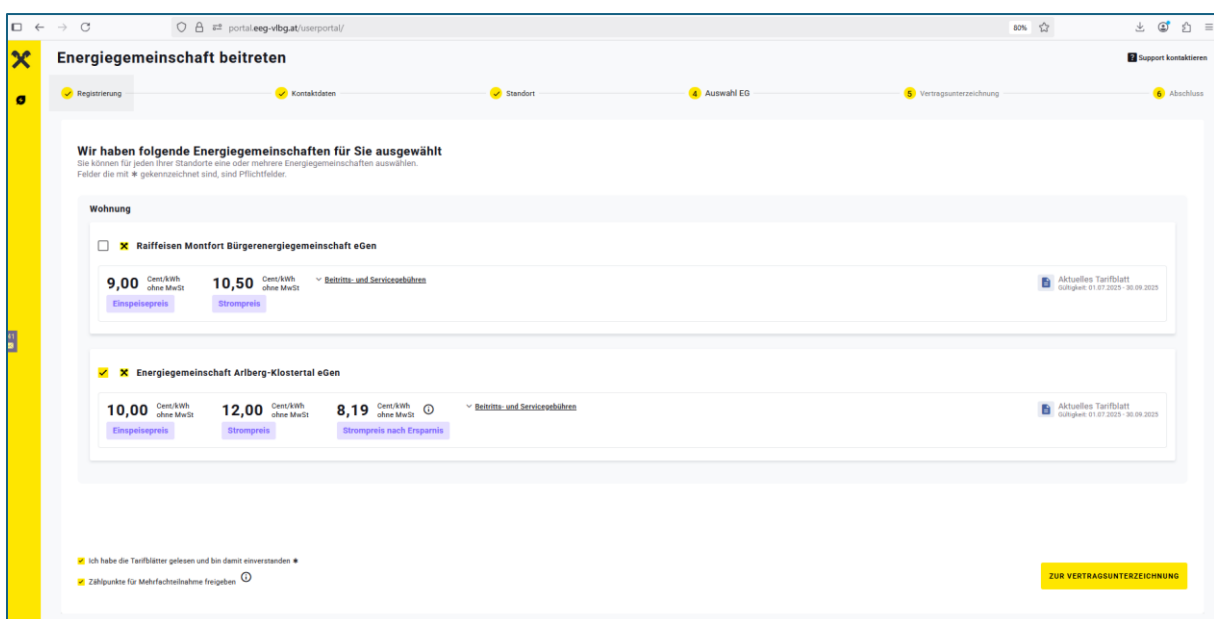 portal.eeg-vlbg.at/userportal/
80%
Energiegemeinschaft beitreten
? Support kontaktieren
Registrierung
Kontaktdaten
Standort
4 Auswahl EG
5 Vertragsunterzeichnung
6 Abschluss
Wir haben folgende Energiegemeinschaften für Sie ausgewählt
Sie können für jeden Ihrer Standorte eine oder mehrere Energiegemeinschaften auswählen.
Felder die mit * gekennzeichnet sind, sind Pflichtfelder.
Wohnung
Raiffeisen Montfort Bürgerenergiegemeinschaft eGen
9,00 Cent/kWh ohne MwSt
Einspeisepreis
10,50 Cent/kWh ohne MwSt
Strompreis
Beitritts- und Servicegebühren
Aktuelles Tarifblatt
Gültigkeit: 01.07.2025 - 30.09.2025
Energiegemeinschaft Arlberg-Klostertal eGen
10,00 Cent/kWh ohne MwSt
Einspeisepreis
12,00 Cent/kWh ohne MwSt
Strompreis
8,19 Cent/kWh ohne MwSt
Strompreis nach Ersparnis
Beitritts- und Servicegebühren
Aktuelles Tarifblatt
Gültigkeit: 01.07.2025 - 30.09.2025
Ich habe die Tarifblätter gelesen und bin damit einverstanden *
Zählpunkte für Mehrfachteilnahme freigeben
ZUR VERTRAGSUNTERZEICHNUNG